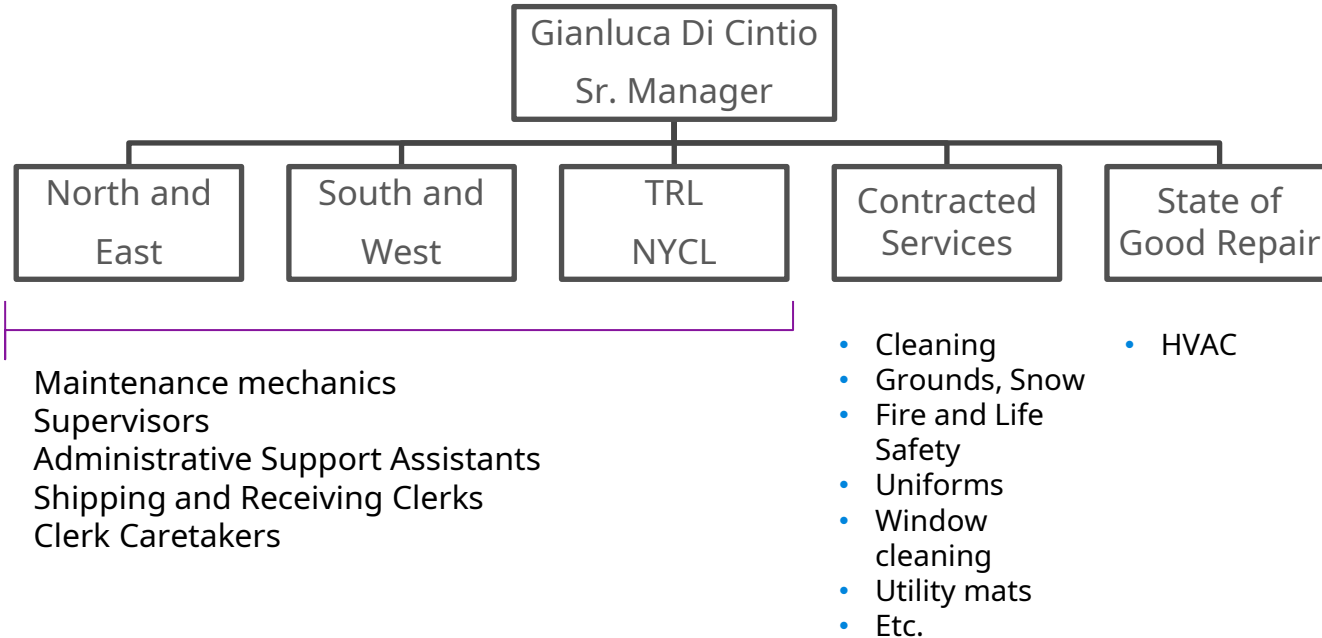 Gianluca Di Cintio
Sr. Manager
North and
East
South and
West
TRL
NYCL
Contracted
Services
State of
Good Repair
Maintenance mechanics
Supervisors
Administrative Support Assistants
Shipping and Receiving Clerks
Clerk Caretakers
• Cleaning
• Grounds, Snow
• Fire and Life
Safety
• Uniforms
• Window
cleaning
• Utility mats
• Etc.
• HVAC